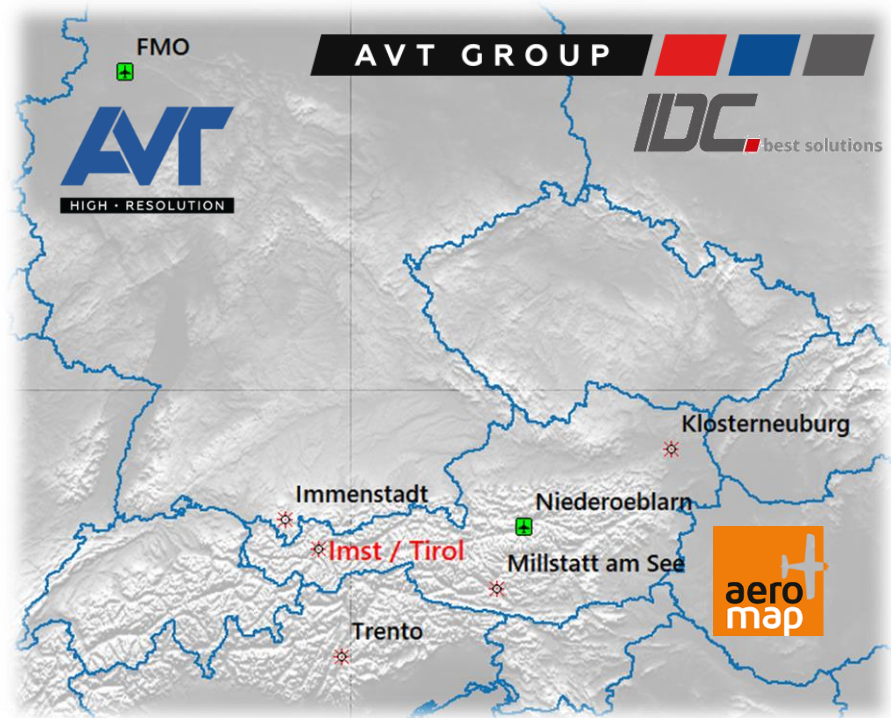 FMO
AVT GROUP
AVT
HIGH · RESOLUTION
IDC.
best solutions
Klosterneuburg
Immenstadt
Niederoeblarn
Imst / Tirol
Millstatt am See
aero
map
Trento